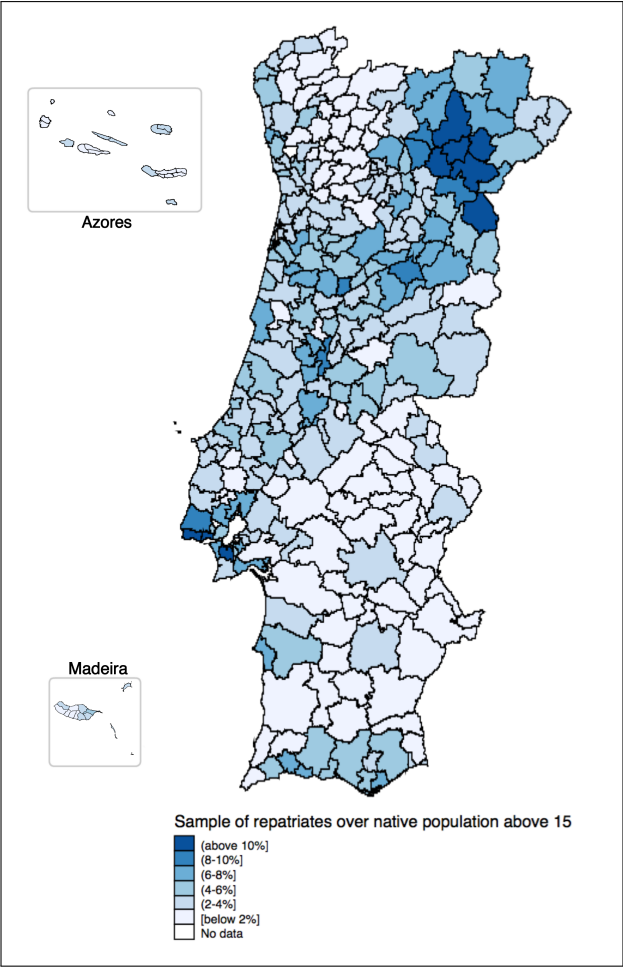 Azores
Madeira
Sample of repatriates over native population above 15
(above 10%]
(8-10%]
(6-8%]
(4-6%]
(2-4%]
[below 2%]
No data